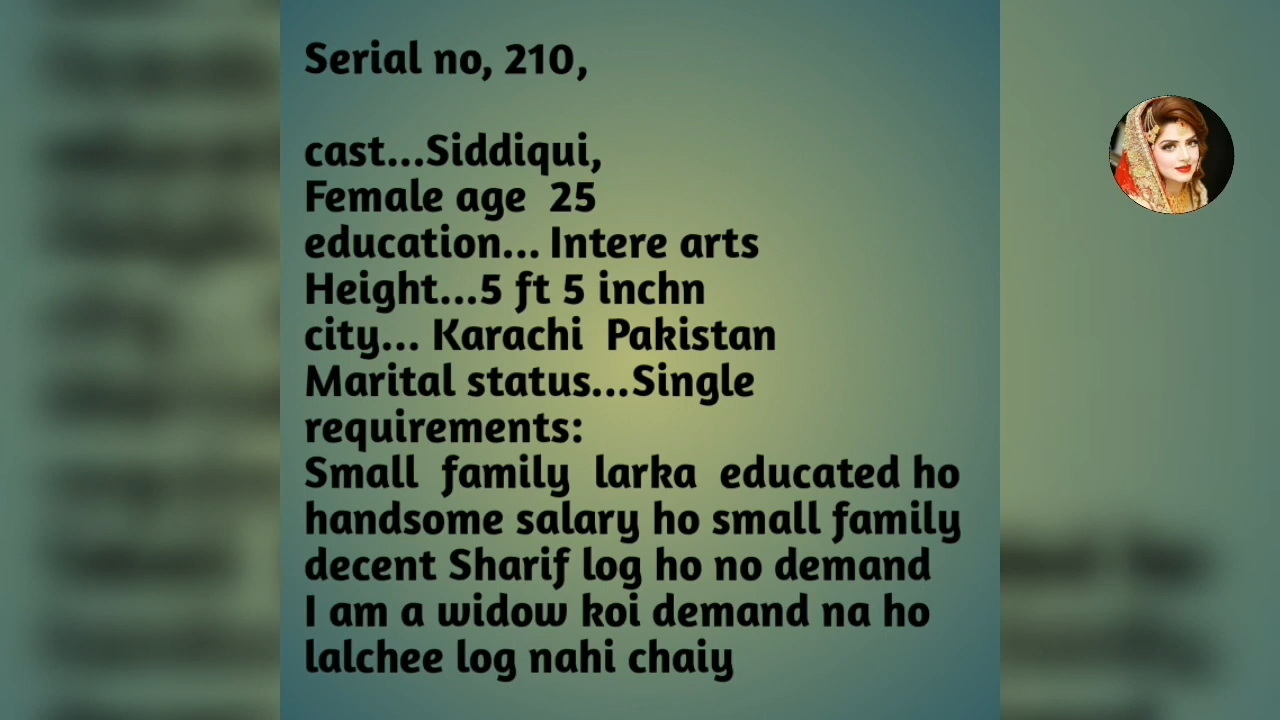 Serial no, 210,
cast...Siddiqui,
Female age 25
education... Intere arts
Height...5 ft 5 inchn
city... Karachi Pakistan
Marital status...Single
requirements:
Small family larka educated ho
handsome salary ho small family
decent Sharif log ho no demand
I am a widow koi demand na ho
lalchee log nahi chaiy